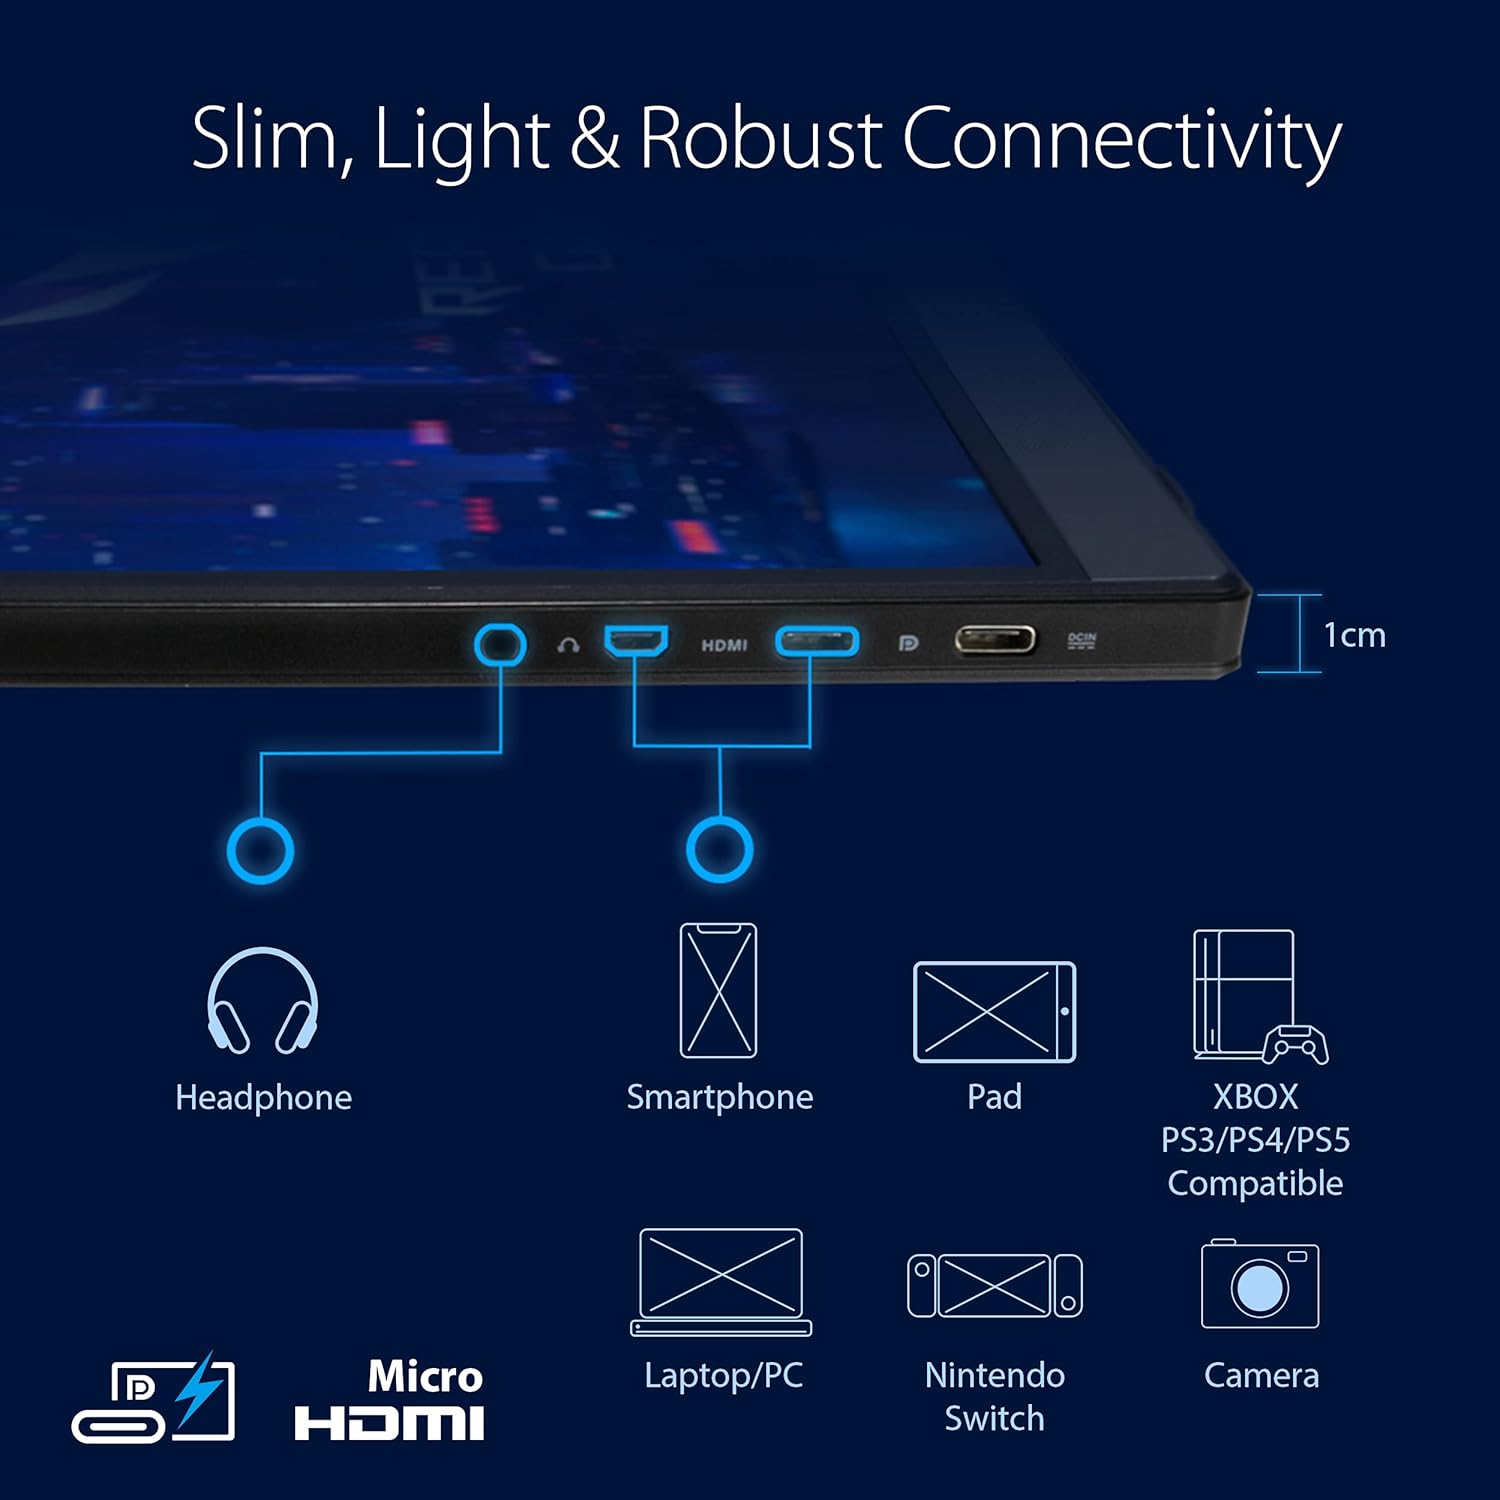 Slim, Light & Robust Connectivity
HDMI
DCIN
1cm
Headphone
Smartphone
Pad
XBOX
PS3/PS4/PS5
Compatible
Laptop/PC
Nintendo
Switch
Camera
Micro
HDMI